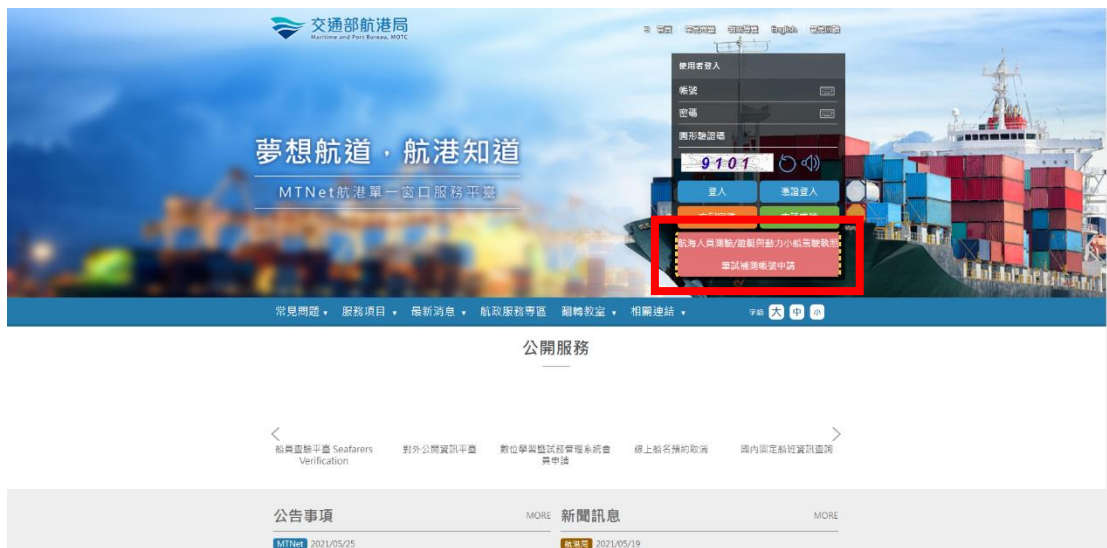 交通部航港局
Maritime and Port Bureau, MOTC
::: 首頁 English
使用者登入
帳號
密碼
圖形驗證碼
9101
登入 憑證登入
夢想航道・航港知道
MTNet航港單一窗口服務平臺
航海人員測驗/遊艇與動力小船駕駛執照
筆試補測帳號申請
常見問題 服務項目 最新消息 航政服務專區 翻轉教室 相關連結 字級 大 中 小
公開服務
船員查驗平臺 Seafarers Verification
對外公開資訊平臺
數位學習暨試務管理系統會員申請
線上船名預約取消
國內固定船班資訊查詢
公告事項 MORE
新聞訊息 MORE
MTNet 2021/05/25
航港局 2021/05/19